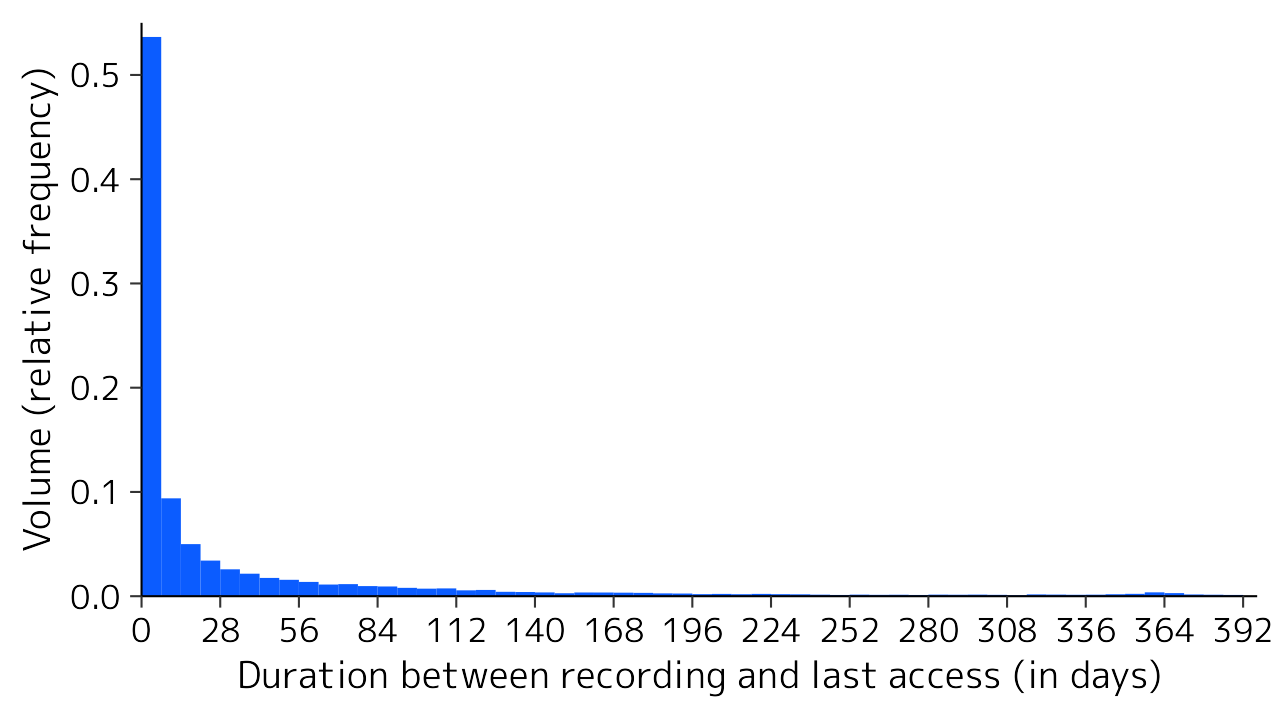 Volume (relative frequency)
0.5
0.4
0.3
0.2
0.1
0.0
0 28 56 84 112 140 168 196 224 252 280 308 336 364 392
Duration between recording and last access (in days)